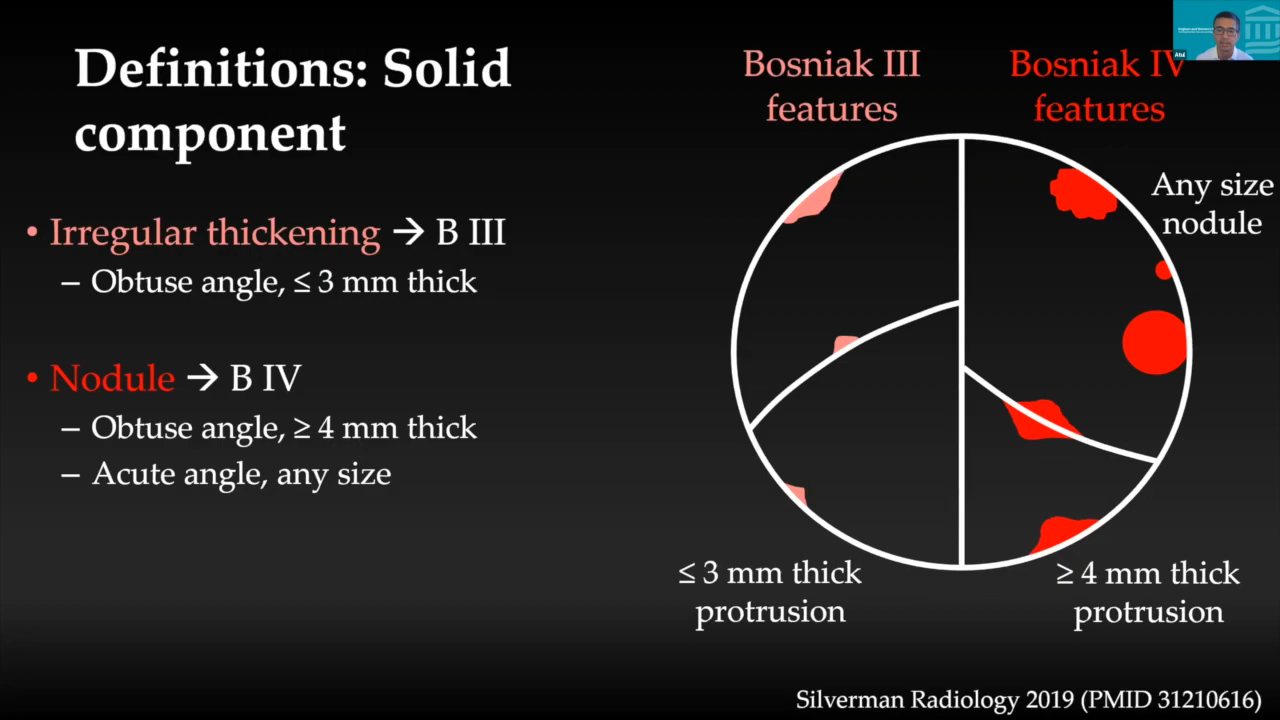 Definitions: Solid
component
• Irregular thickening → B III
– Obtuse angle, ≤ 3 mm thick
• Nodule → B IV
– Obtuse angle, ≥ 4 mm thick
– Acute angle, any size
Bosniak III
features
Bosniak IV
features
Any size
nodule
≤ 3 mm thick
protrusion
≥ 4 mm thick
protrusion
Silverman Radiology 2019 (PMID 31210616)
Atul